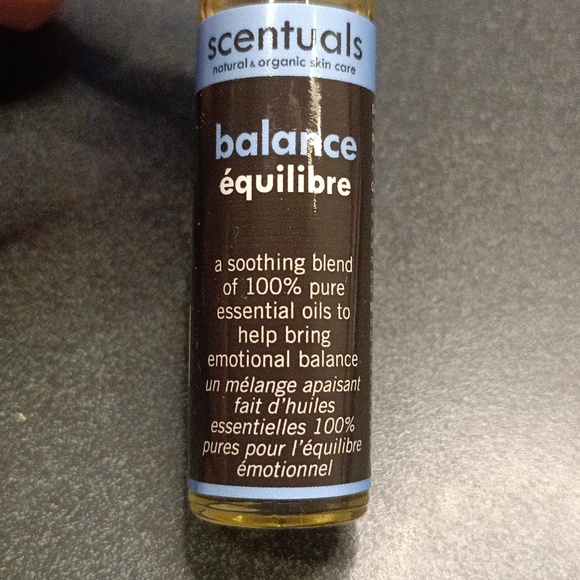 scentuals
natural & organic skin care
balance
équilibre
a soothing blend
of 100% pure
essential oils to
help bring
emotional balance
un mélange apaisant
fait d'huiles
essentielles 100%
pures pour l'équilibre
émotionnel